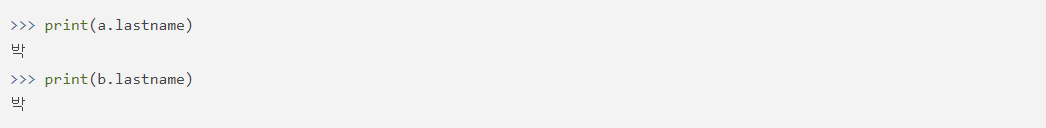 >>> print(a.lastname)
박
>>> print(b.lastname)
박